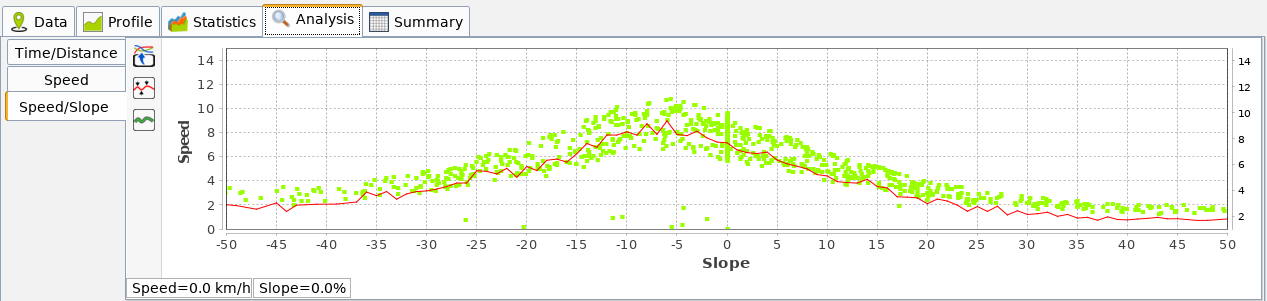 Data Profile Statistics Analysis Summary
Time/Distance
Speed
Speed/Slope
Speed
14
12
10
8
6
4
2
0
14
12
10
8
6
4
2
-50 -45 -40 -35 -30 -25 -20 -15 -10 -5 0 5 10 15 20 25 30 35 40 45 50
Slope
Speed=0.0 km/h Slope=0.0%